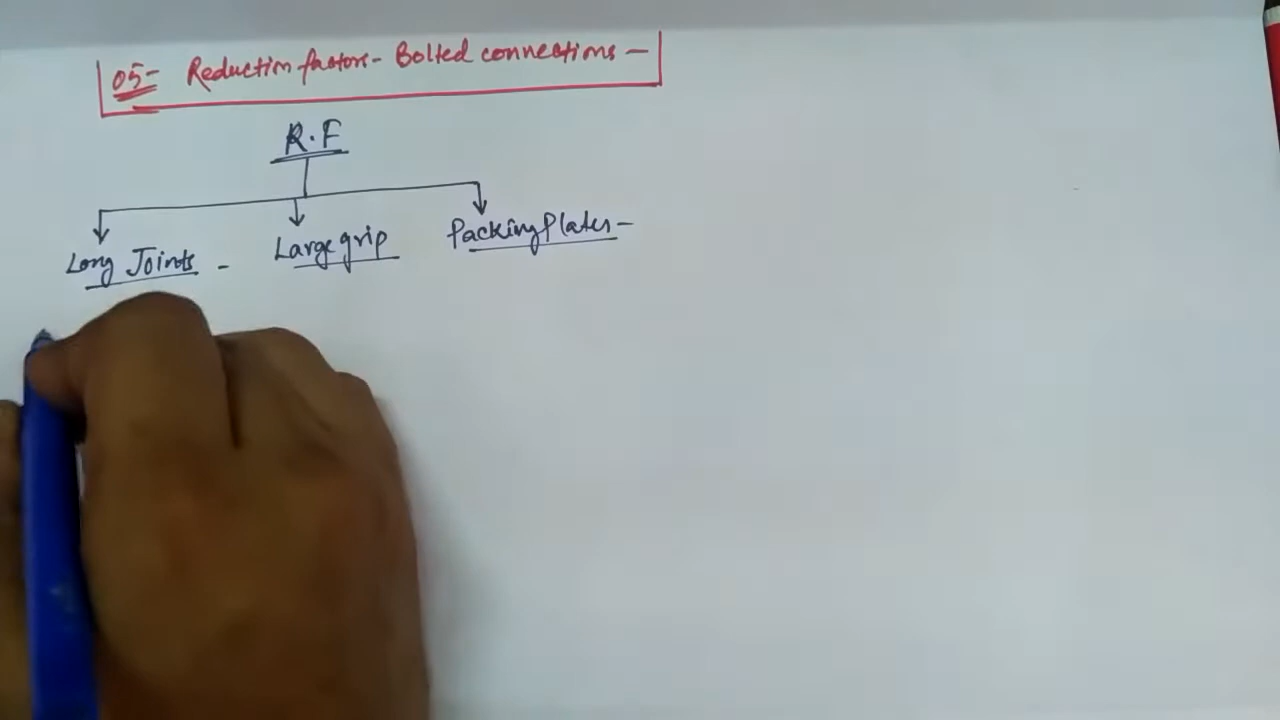 05- Reduction factors- Bolted connections -
R.F
Long Joints - Large grip Packing Plates -